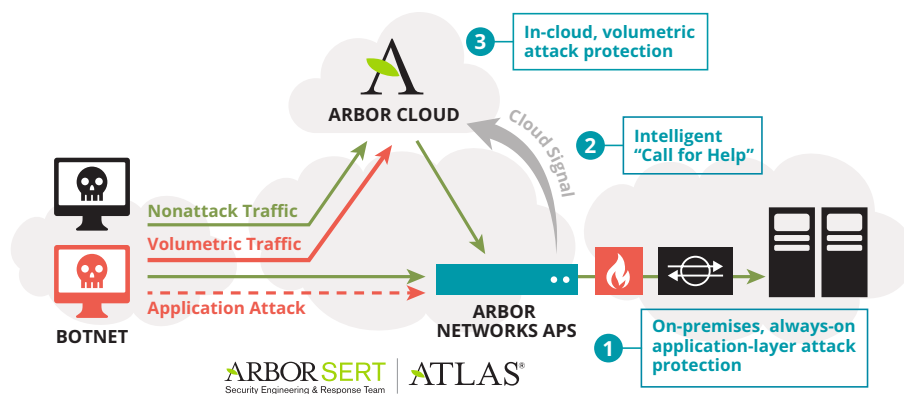 3
In-cloud, volumetric
attack protection
ARBOR CLOUD
Cloud Signal
2
Intelligent
“Call for Help”
Nonattack Traffic
Volumetric Traffic
Application Attack
BOTNET
ARBOR
NETWORKS APS
1
On-premises, always-on
application-layer attack
protection
ARBOR SERT
Security Engineering & Response Team
ATLAS®